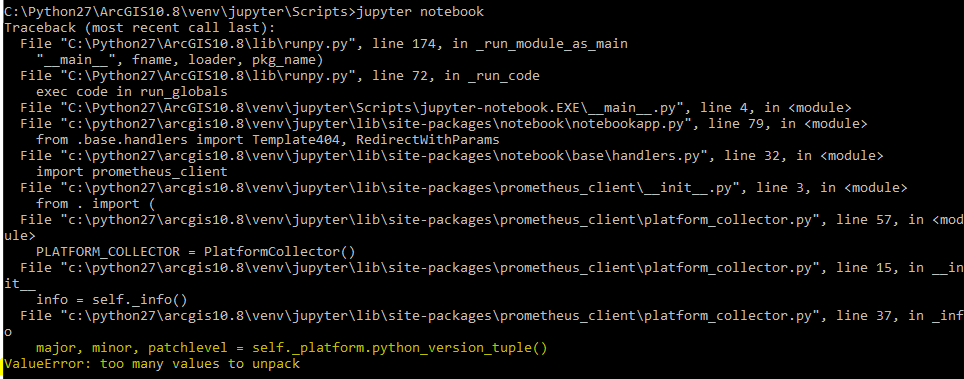 C:\Python27\ArcGIS10.8\venv\jupyter\Scripts>jupyter notebook
Traceback (most recent call last):
  File "C:\Python27\ArcGIS10.8\lib\runpy.py", line 174, in _run_module_as_main
    "__main__", fname, loader, pkg_name)
  File "C:\Python27\ArcGIS10.8\lib\runpy.py", line 72, in _run_code
    exec code in run_globals
  File "C:\Python27\ArcGIS10.8\venv\jupyter\Scripts\jupyter-notebook.EXE\__main__.py", line 4, in <module>
  File "c:\python27\arcgis10.8\venv\jupyter\lib\site-packages\notebook\notebookapp.py", line 79, in <module>
    from .base.handlers import Template404, RedirectWithParams
  File "c:\python27\arcgis10.8\venv\jupyter\lib\site-packages\notebook\base\handlers.py", line 32, in <module>
    import prometheus_client
  File "c:\python27\arcgis10.8\venv\jupyter\lib\site-packages\prometheus_client\__init__.py", line 3, in <module>
    from . import (
  File "c:\python27\arcgis10.8\venv\jupyter\lib\site-packages\prometheus_client\platform_collector.py", line 57, in <mod
ule>
    PLATFORM_COLLECTOR = PlatformCollector()
  File "c:\python27\arcgis10.8\venv\jupyter\lib\site-packages\prometheus_client\platform_collector.py", line 15, in __in
it__
    info = self._info()
  File "c:\python27\arcgis10.8\venv\jupyter\lib\site-packages\prometheus_client\platform_collector.py", line 37, in _inf
o
    major, minor, patchlevel = self._platform.python_version_tuple()
ValueError: too many values to unpack